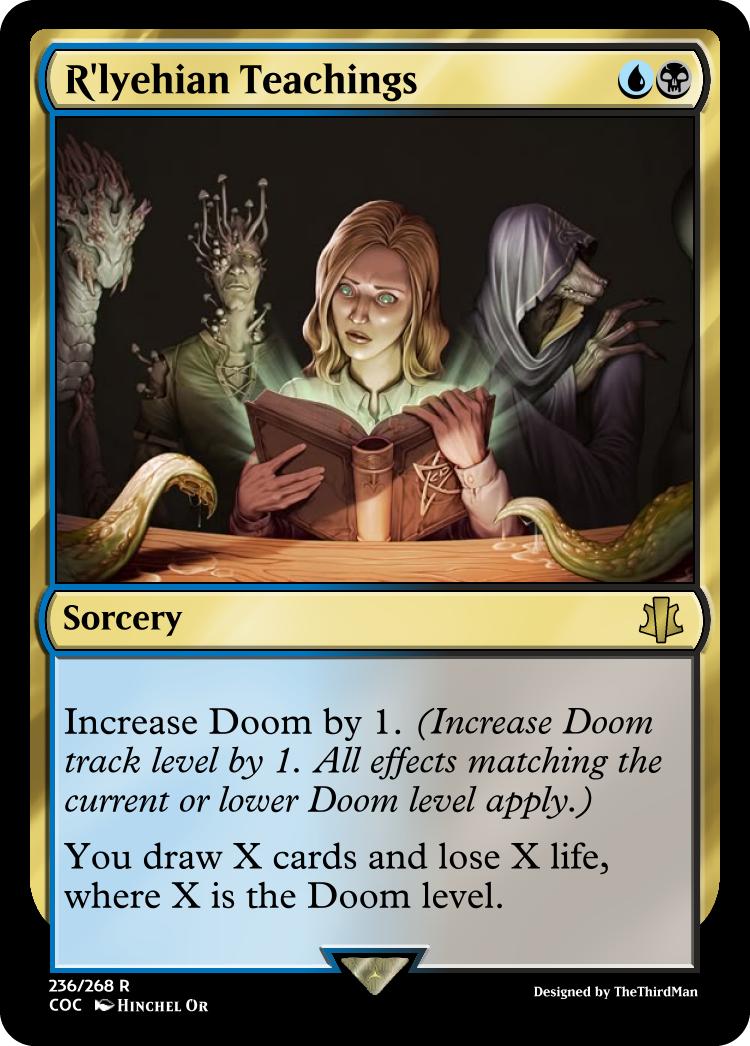 R'lyehian Teachings
Sorcery
Increase Doom by 1. (Increase Doom
track level by 1. All effects matching the
current or lower Doom level apply.)
You draw X cards and lose X life,
where X is the Doom level.
236/268 R
COC HINCHEL OR
Designed by TheThirdMan